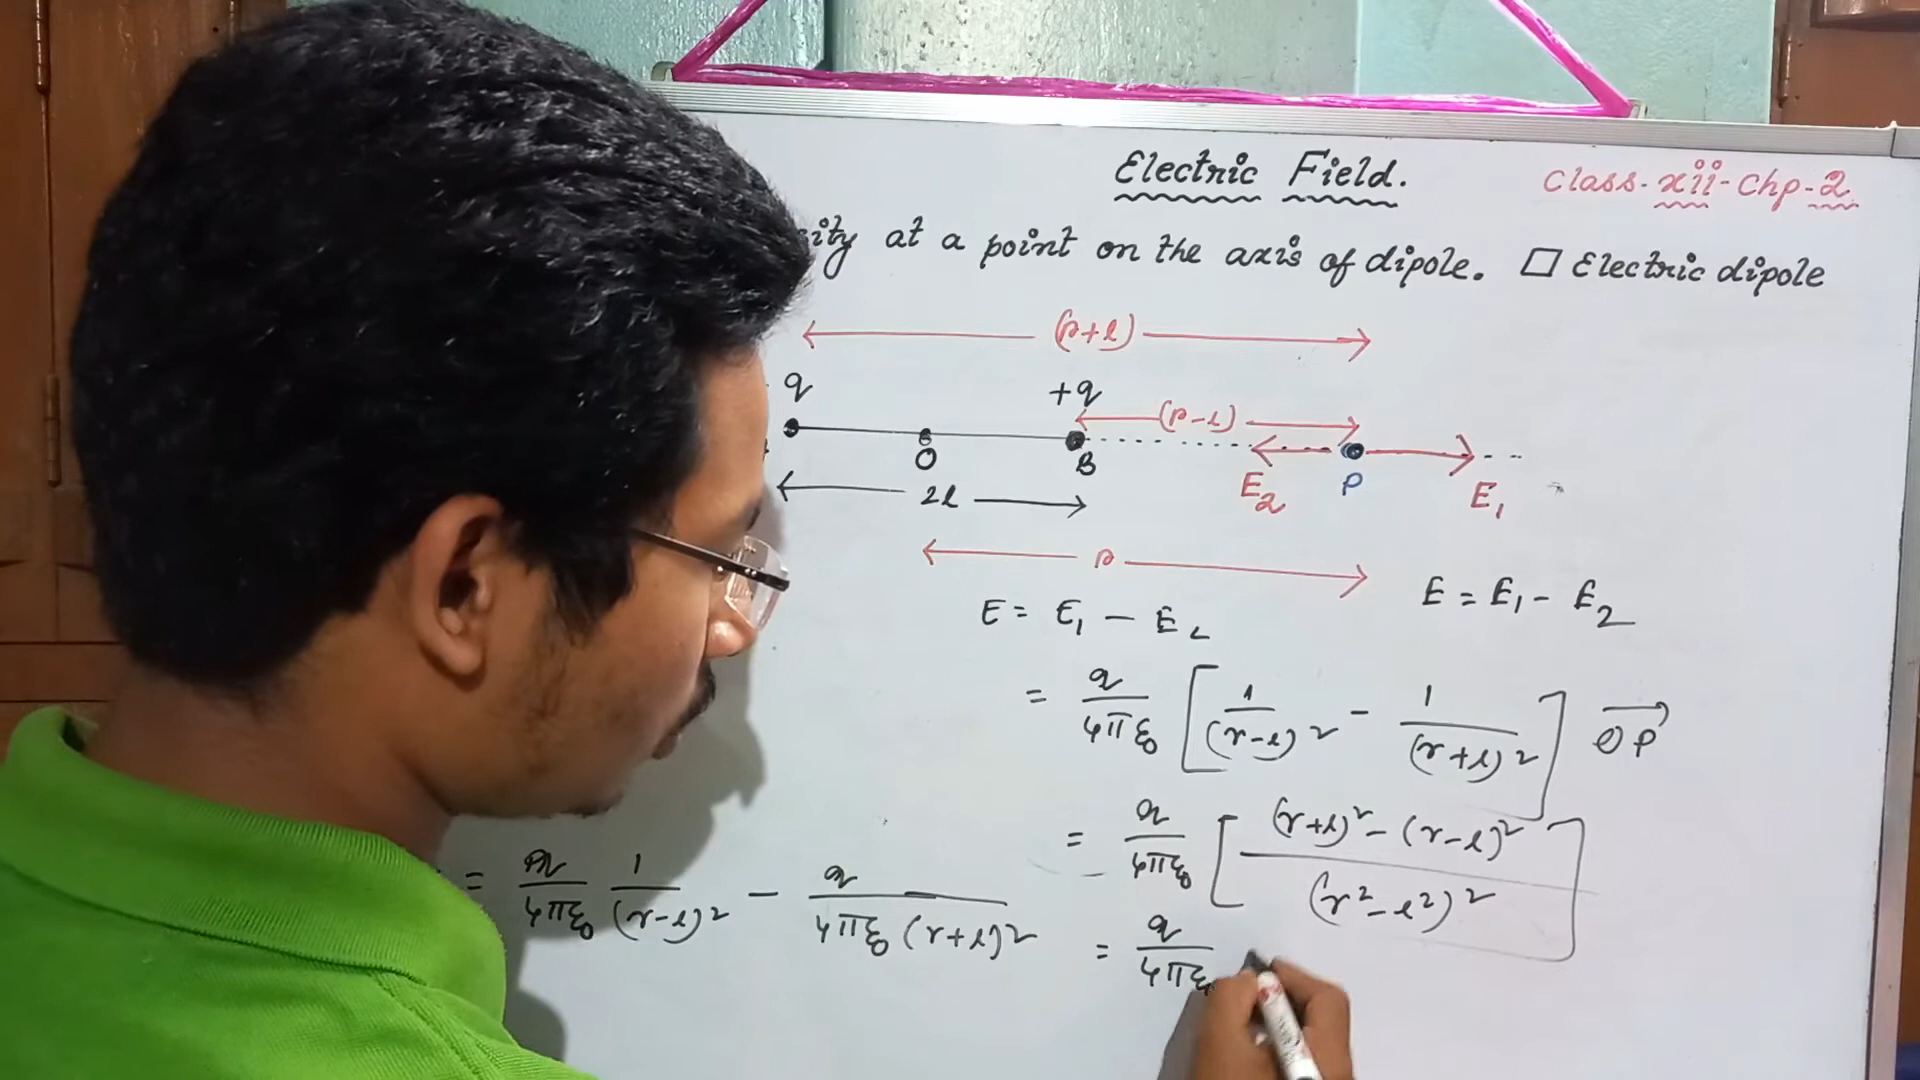 Electric Field.
Class-xii-Chp-2
at a point on the axis of dipole. □ Electric dipole
(r+l)
q +q
(r-l)
O B E2 P E1
2l
r
E = E1 - E2
E = E1 - E2
= q/4πε0 [1/(r-l)² - 1/(r+l)²] OP
= q/4πε0 [(r+l)² - (r-l)² / (r²-l²)²]
= q/4πε0 1/(r-l)² - q/4πε0 (r+l)²
= q/4πε